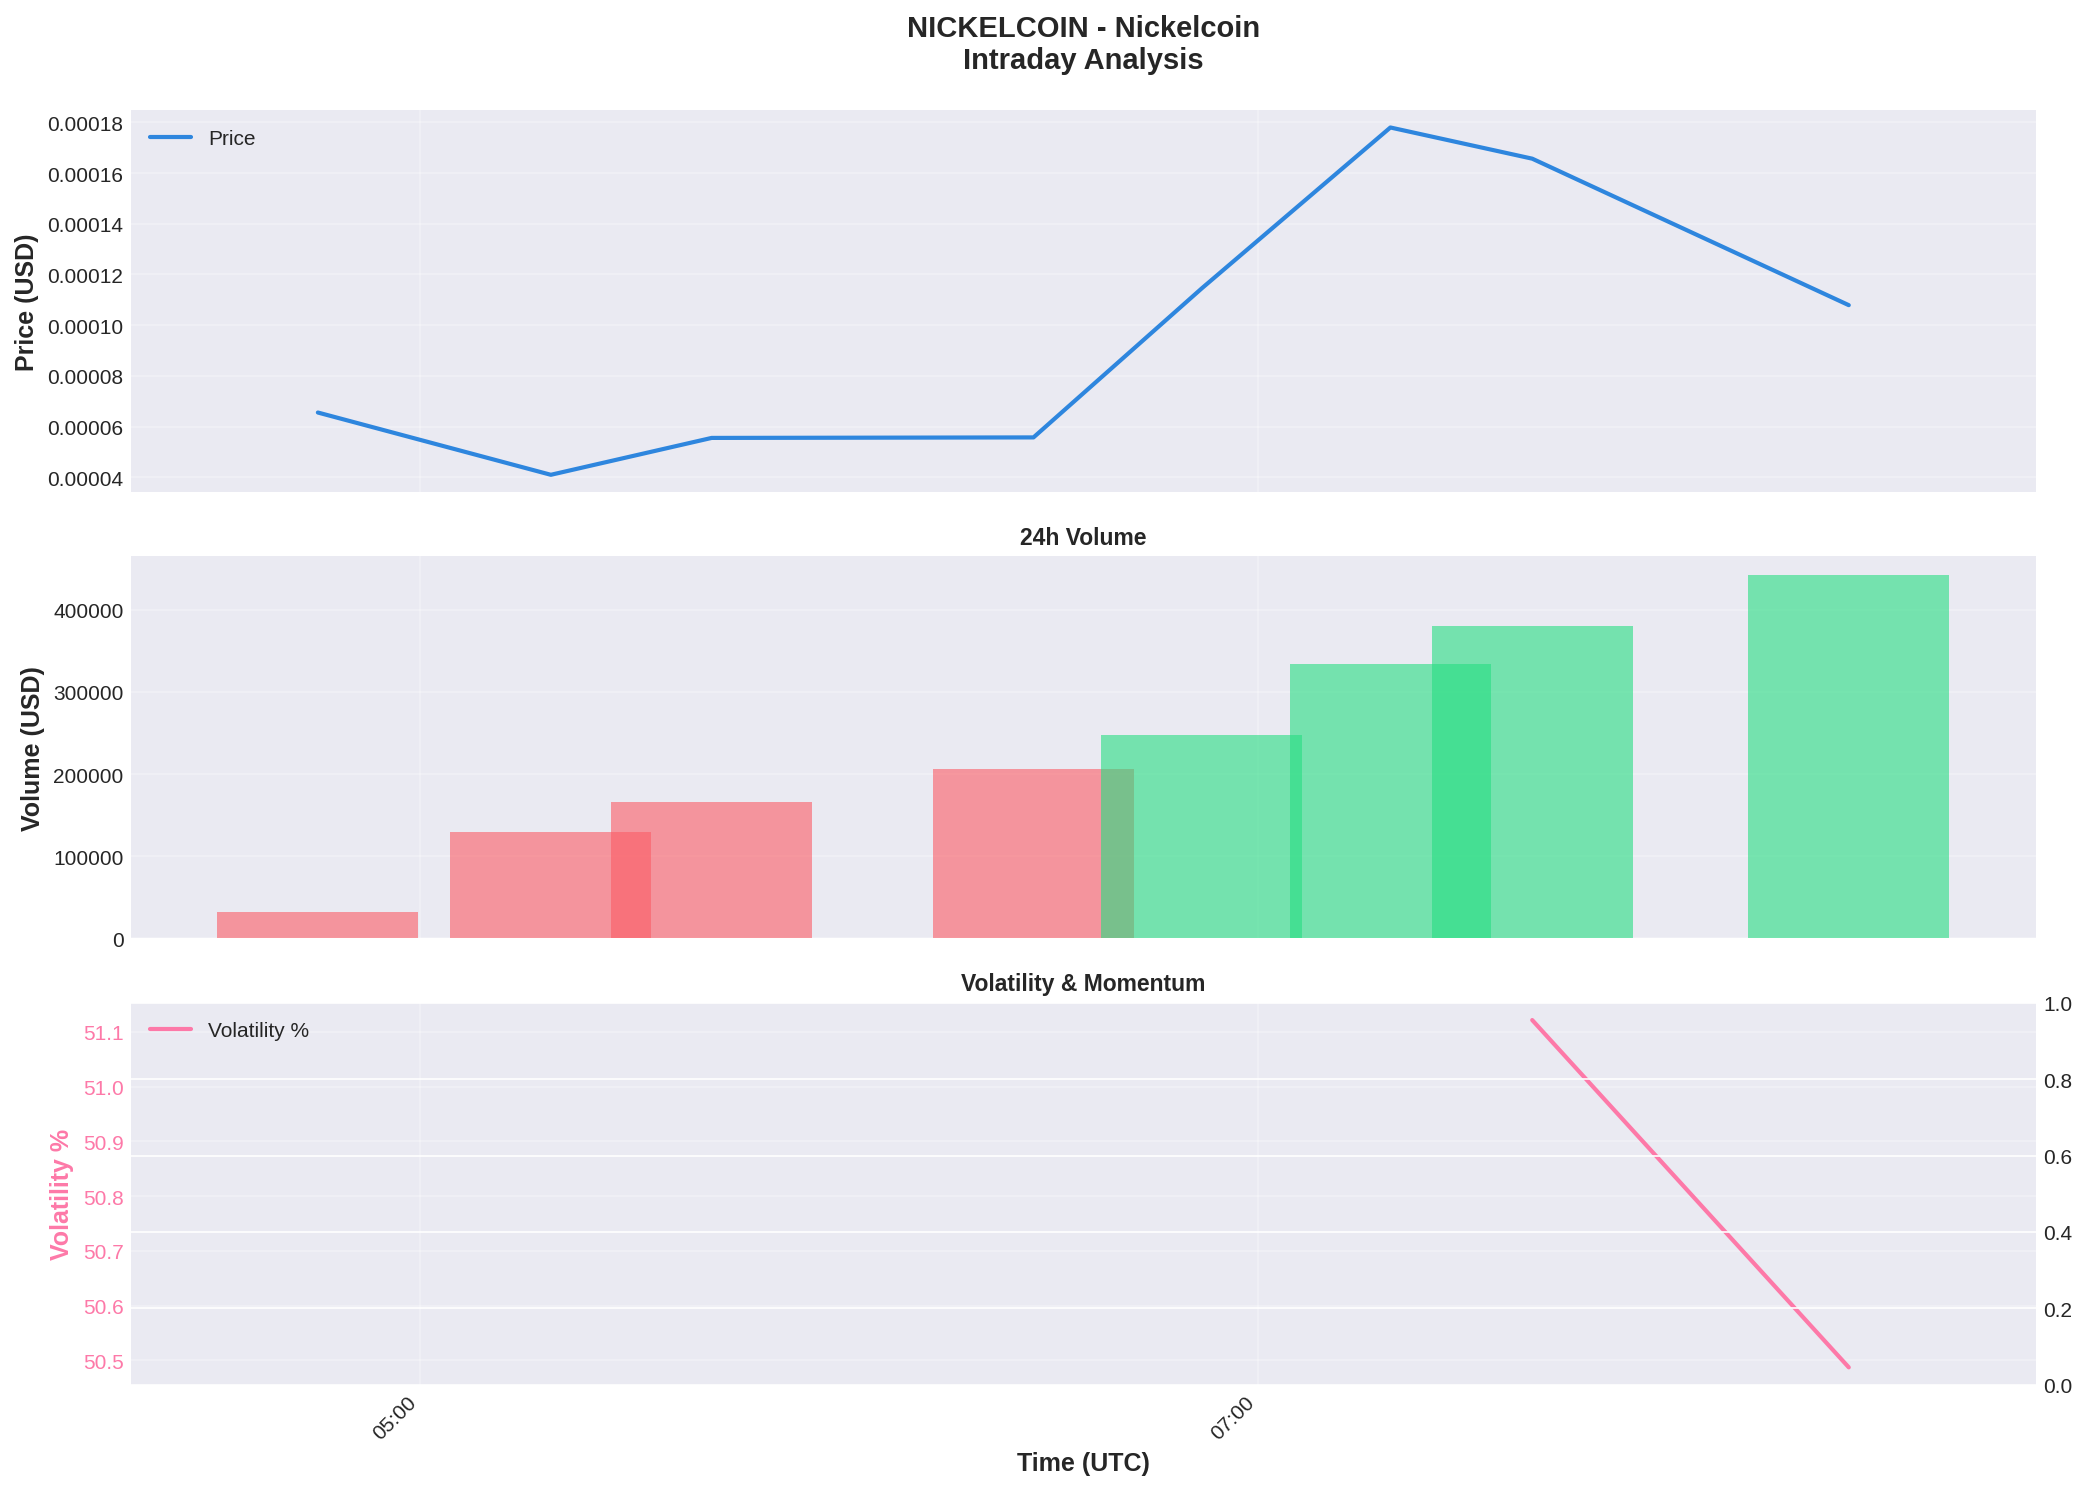 NICKELCOIN - Nickelcoin
Intraday Analysis
Price
0.00018
0.00016
0.00014
0.00012
0.00010
0.00008
0.00006
0.00004
Price (USD)
24h Volume
400000
300000
200000
100000
0
Volume (USD)
Volatility & Momentum
Volatility %
51.1
51.0
50.9
50.8
50.7
50.6
50.5
Volatility %
1.0
0.8
0.6
0.4
0.2
0.0
05:00
07:00
Time (UTC)